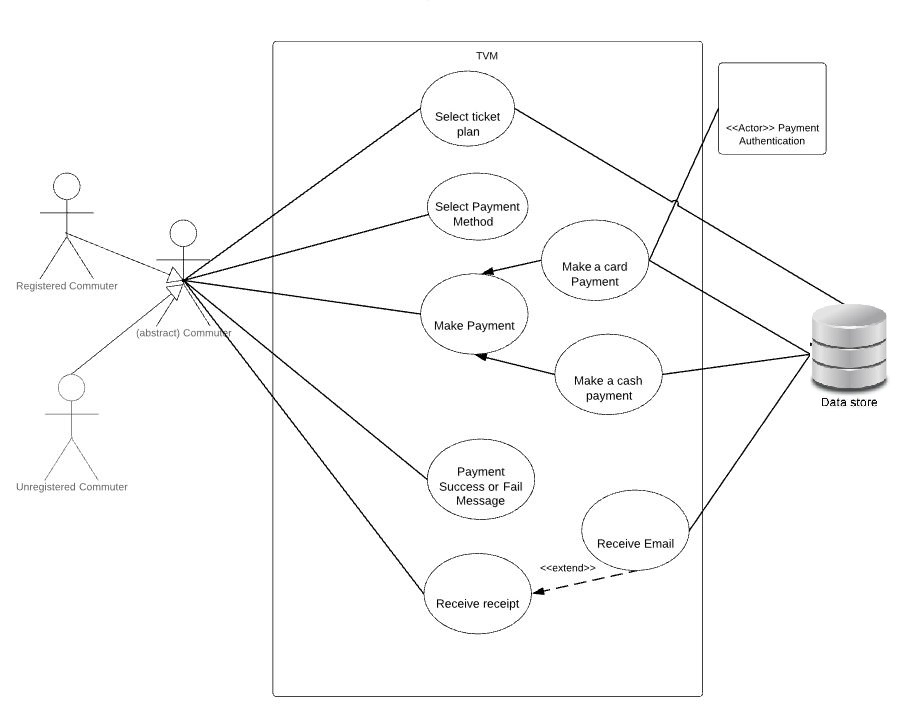 TVM
Select ticket
plan
<<Actor>> Payment
Authentication
Select Payment
Method
Make a card
Payment
Registered Commuter
Make Payment
(abstract) Commuter
Make a cash
payment
Data store
Payment
Success or Fail
Message
Unregistered Commuter
Receive Email
<<extend>>
Receive receipt